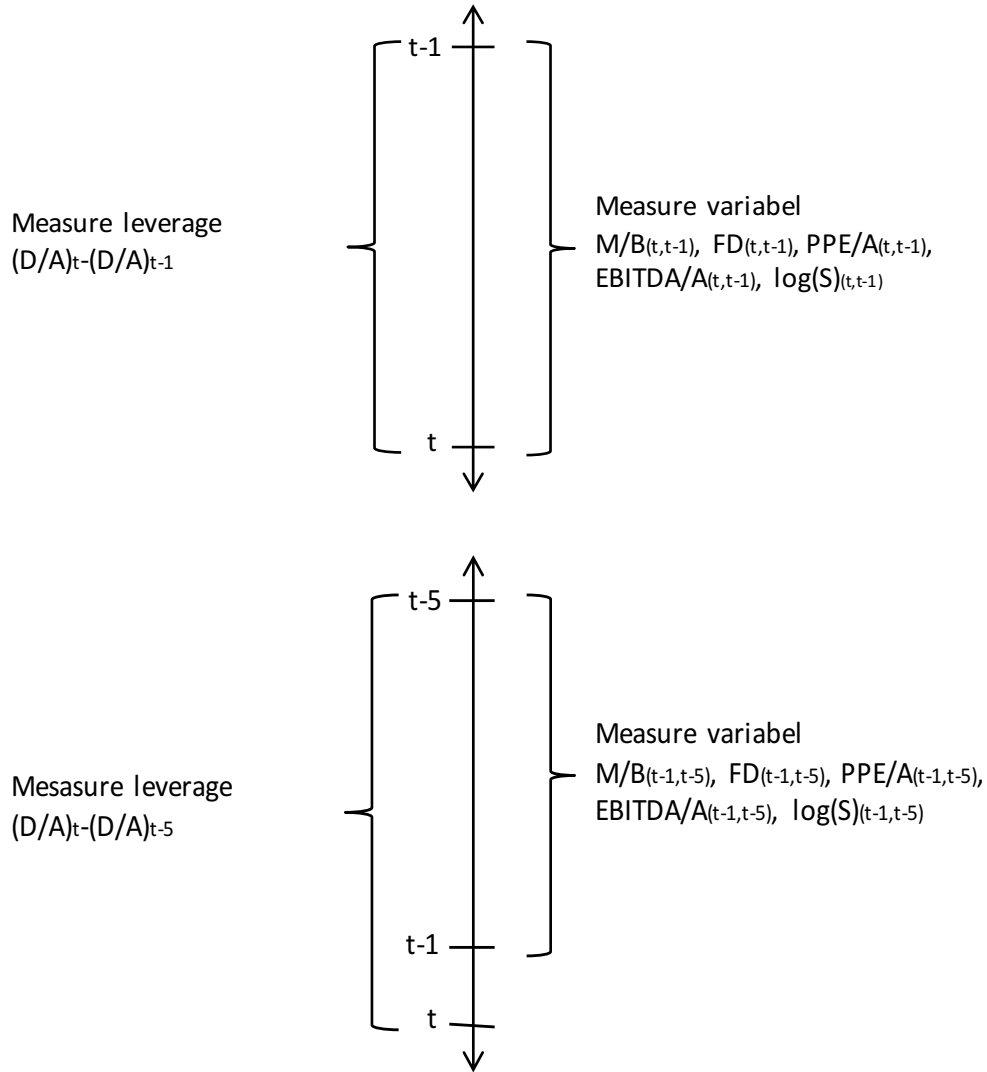 t-1
Measure leverage
(D/A)t-(D/A)t-1
Measure variabel
M/B(t,t-1), FD(t,t-1), PPE/A(t,t-1),
EBITDA/A(t,t-1), log(S)(t,t-1)
t
t-5
Mesasure leverage
(D/A)t-(D/A)t-5
Measure variabel
M/B(t-1,t-5), FD(t-1,t-5), PPE/A(t-1,t-5),
EBITDA/A(t-1,t-5), log(S)(t-1,t-5)
t-1
t